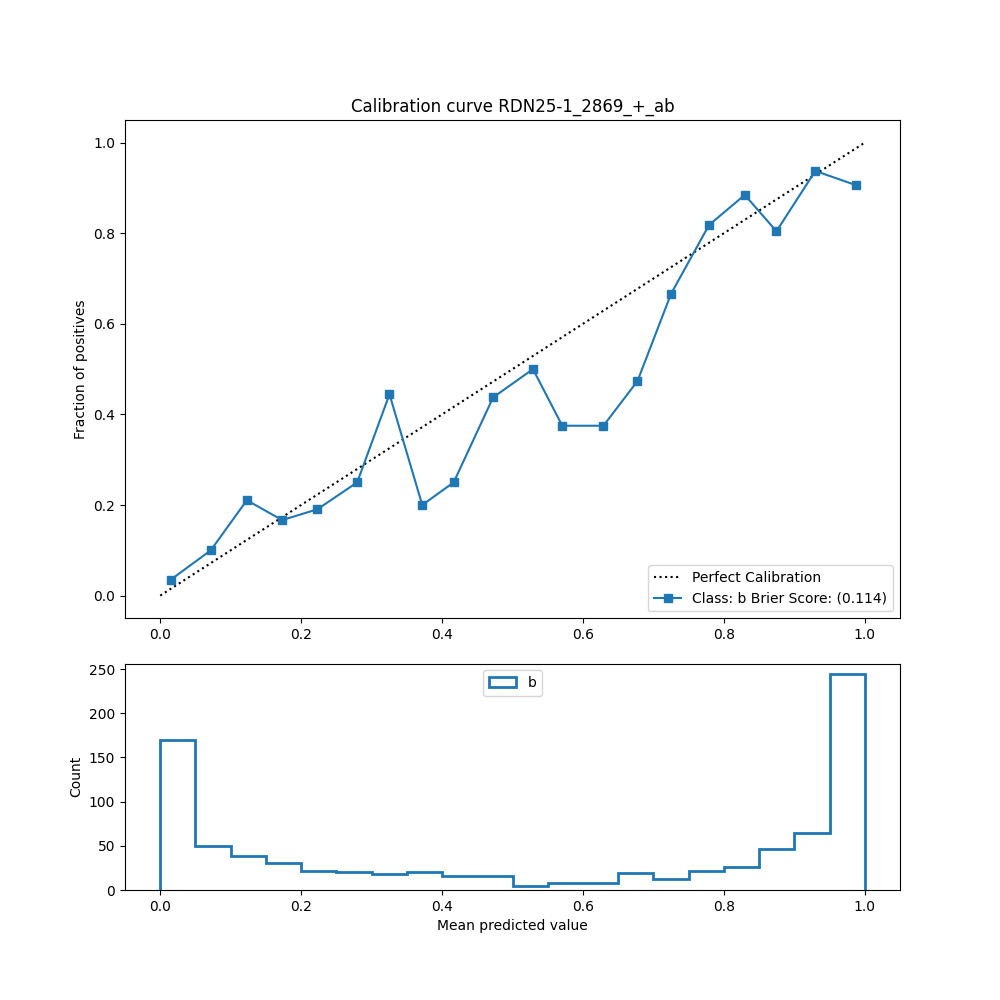 Calibration curve RDN25-1_2869_+_ab
1.0
0.8
0.6
0.4
0.2
0.0
Fraction of positives
Perfect Calibration
Class: b Brier Score: (0.114)
0.0 0.2 0.4 0.6 0.8 1.0
250
200
150
100
50
0
Count
b
0.0 0.2 0.4 0.6 0.8 1.0
Mean predicted value